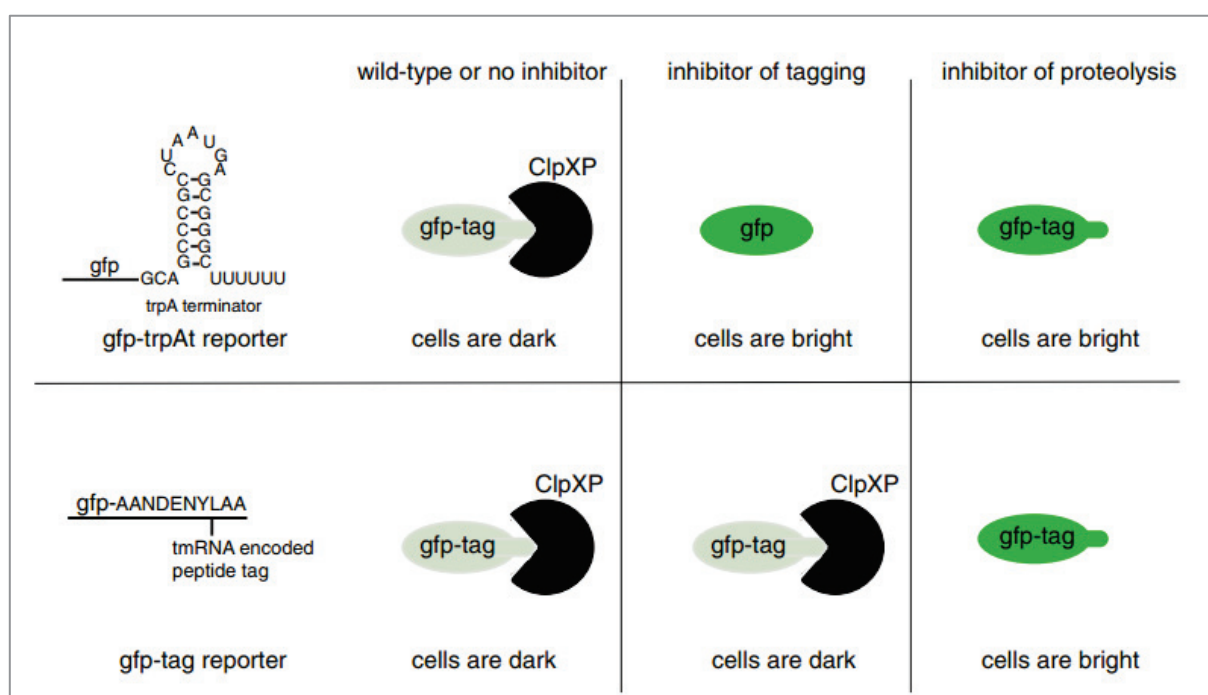 wild-type or no inhibitor
inhibitor of tagging
inhibitor of proteolysis
U A A U G A
C
C-G
G-C
C-G
C-G
G-C
G-C
gfp
GCA
UUUUUU
trpA terminator
gfp-trpAt reporter
ClpXP
gfp-tag
cells are dark
gfp
cells are bright
gfp-tag
cells are bright
gfp-AANDENYLAA
tmRNA encoded
peptide tag
gfp-tag reporter
ClpXP
gfp-tag
cells are dark
ClpXP
gfp-tag
cells are dark
gfp-tag
cells are bright